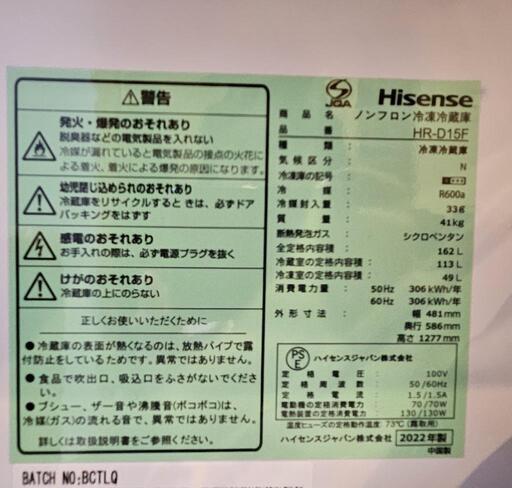 ⚠警告
発火・爆発のおそれあり
脱臭器などの電気製品を入れない
冷媒が漏れていると電気製品の接点の火花に
よる着火、着火による爆発の原因になります。
幼児閉じ込められのおそれあり
冷蔵庫をリサイクルするときは、必ずドア
パッキングをはずす
感電のおそれあり
お手入れの際は、必ず電源プラグを抜く
けがのおそれあり
冷蔵庫の上にのらない
正しくお使いいただくために
●冷蔵庫の表面が熱くなるのは、放熱パイプで露
付防止をしているためです。異常ではありません。
●食品で吹出口、吸込口をふさがないでくださ
い。
●プシュー、ザー音や沸騰音(ポコポコ)は、
冷媒(ガス)の流れる音で、異常ではありません。
詳しくは取扱説明書をご参照ください。
JQA Hisense
商品名 : ノンフロン冷凍冷蔵庫
品番 : HR-D15F
種類 : 冷凍冷蔵庫
気候区分 : N
冷凍庫の記号 :
冷媒 : R600a
冷媒封入量 : 33g
質量 : 41kg
断熱発泡ガス : シクロペンタン
全定格内容積 : 162L
冷蔵室の定格内容積 : 113L
冷凍室の定格内容積 : 49L
消費電力量 : 50Hz 306kWh/年
60Hz 306kWh/年
外形寸法 : 幅 481mm
奥行 586mm
高さ 1277mm
PSE ハイセンスジャパン株式会社
定格電圧 : 100V
定格周波数 : 50/60Hz
定格電流 : 1.5/1.5A
電動機の定格消費電力 : 70/70W
電熱装置の定格消費電力 : 130/130W
温度ヒューズの定格動作温度 : 73℃(霜取用)
ハイセンスジャパン株式会社 2022年製
中国製
BATCH NO:BCTLQ